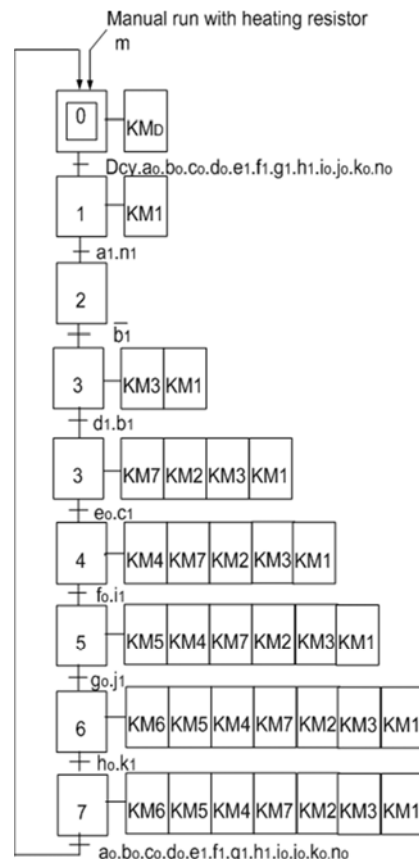 Manual run with heating resistor
m
0 KMD
Dcy.a0.b0.c0.d0.e1.f1.g1.h1.i0.j0.k0.n0
1 KM1
a1.n1
2
b̅1
3 KM3 KM1
d1.b1
3 KM7 KM2 KM3 KM1
e0.c1
4 KM4 KM7 KM2 KM3 KM1
f0.i1
5 KM5 KM4 KM7 KM2 KM3 KM1
g0.j1
6 KM6 KM5 KM4 KM7 KM2 KM3 KM1
h0.k1
7 KM6 KM5 KM4 KM7 KM2 KM3 KM1
a0.b0.c0.d0.e1.f1.g1.h1.i0.j0.k0.n0